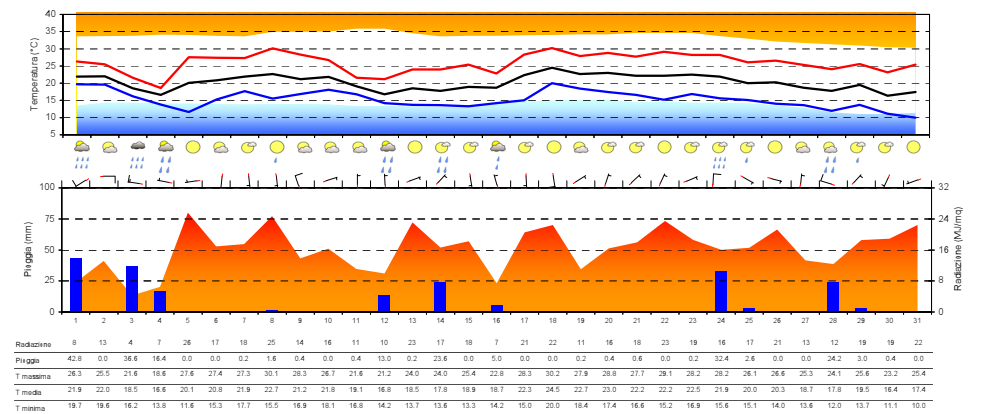 40
35
30
25
20
15
10
5
Temperatura (°C)
100
75
50
25
0
Pioggia (mm)
32
24
16
8
0
Radiazione (MJ/mq)
1 2 3 4 5 6 7 8 9 10 11 12 13 14 15 16 17 18 19 20 21 22 23 24 25 26 27 28 29 30 31
Radiazione 8 13 4 7 26 17 18 25 14 16 11 10 23 17 18 7 21 22 11 16 18 23 19 16 17 21 13 12 19 19 22
Pioggia 42.8 0.0 36.6 16.4 0.0 0.0 0.2 1.6 0.4 0.0 0.4 13.0 0.2 23.6 0.0 5.0 0.0 0.0 0.2 0.4 0.6 0.0 0.2 32.4 2.6 0.0 0.0 24.2 3.0 0.4 0.0
T massima 26.3 25.5 21.6 18.6 27.6 27.4 27.3 30.1 28.3 26.7 21.6 21.2 24.0 24.0 25.4 22.8 28.3 30.2 27.9 28.8 27.7 29.1 28.2 28.2 26.1 26.6 25.3 24.1 25.6 23.2 25.4
T media 21.9 22.0 18.5 16.6 20.1 20.8 21.9 22.7 21.2 21.8 19.1 16.8 18.5 17.8 18.9 18.7 22.3 24.5 22.7 23.0 22.2 22.2 22.5 21.9 20.0 20.3 18.7 17.8 19.5 16.4 17.4
T minima 19.7 19.6 16.2 13.8 11.6 15.3 17.7 15.5 16.9 18.1 16.8 14.2 13.7 13.6 13.3 14.2 15.0 20.0 18.4 17.4 16.6 15.2 16.9 15.6 15.1 14.0 13.6 12.0 13.7 11.1 10.0